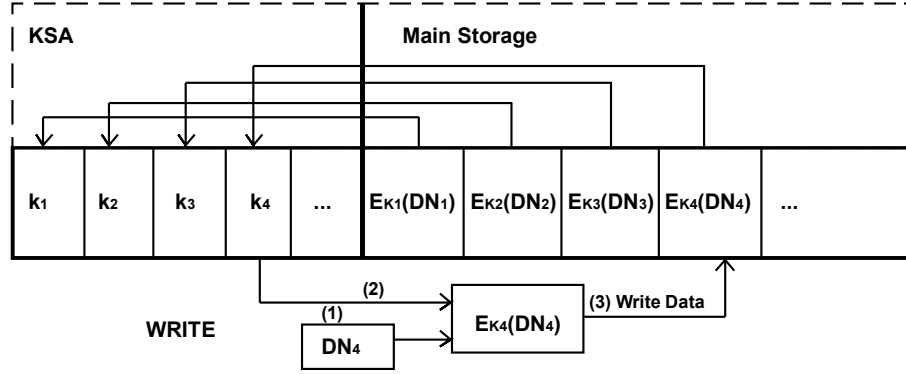 KSA Main Storage
k1 k2 k3 k4 ... EK1(DN1) EK2(DN2) EK3(DN3) EK4(DN4) ...
(2)
(1)
(3) Write Data
WRITE
DN4
EK4(DN4)